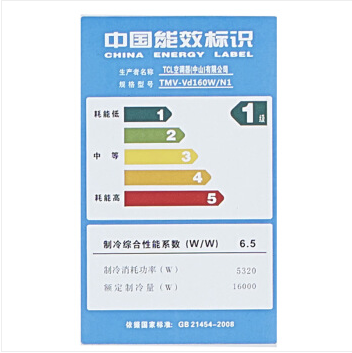 中国能效标识
CHINA ENERGY LABEL
生产者名称 TCL空调器(中山)有限公司
规格型号 TMV-Vd160W/N1
耗能低 1 1级
2
中等 3
4
耗能高 5
制冷综合性能系数 (W/W) 6.5
制冷消耗功率 (W) 5320
额定制冷量 (W) 16000
依据国家标准: GB 21454-2008